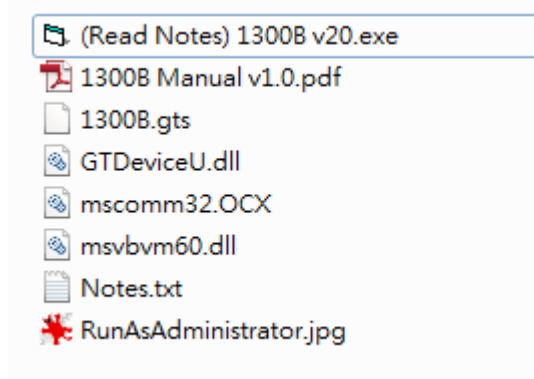 (Read Notes) 1300B v20.exe
1300B Manual v1.0.pdf
1300B.gts
GTDeviceU.dll
mscomm32.OCX
msvbvm60.dll
Notes.txt
RunAsAdministrator.jpg